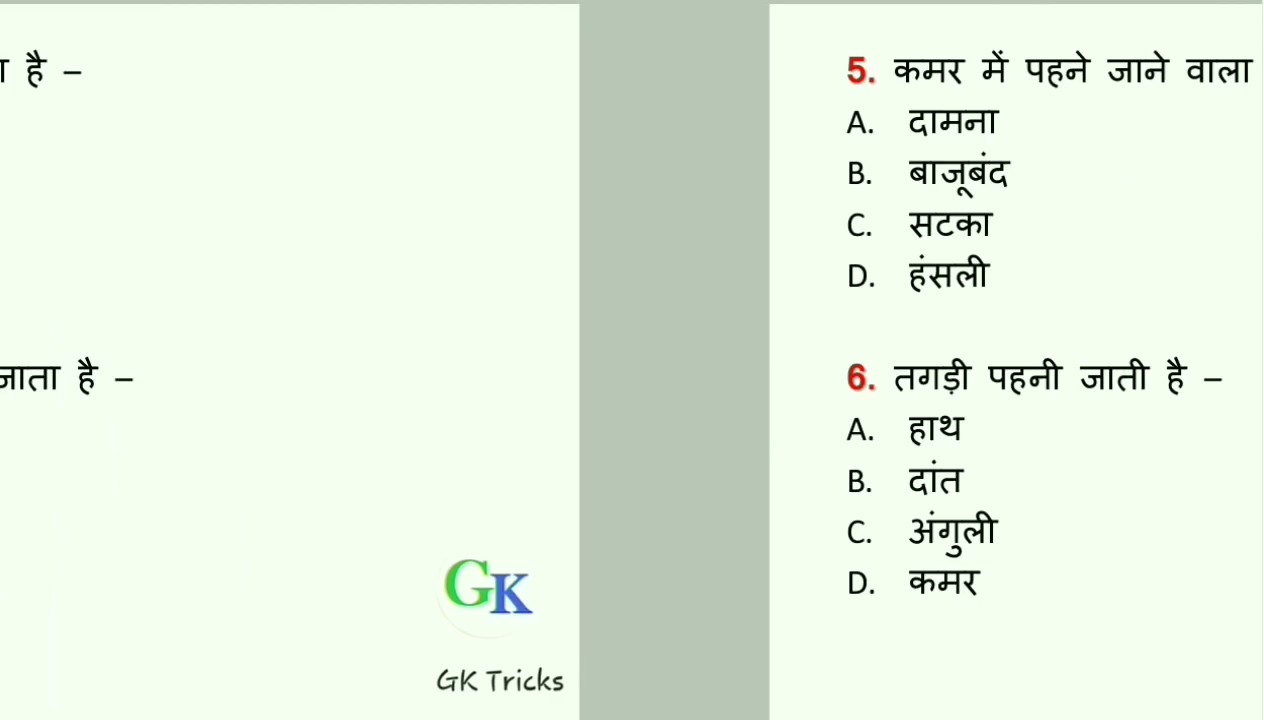 है –
जाता है –
GK
GK Tricks
5. कमर में पहने जाने वाला
A. दामना
B. बाजूबंद
C. सटका
D. हंसली
6. तगड़ी पहनी जाती है –
A. हाथ
B. दांत
C. अंगुली
D. कमर